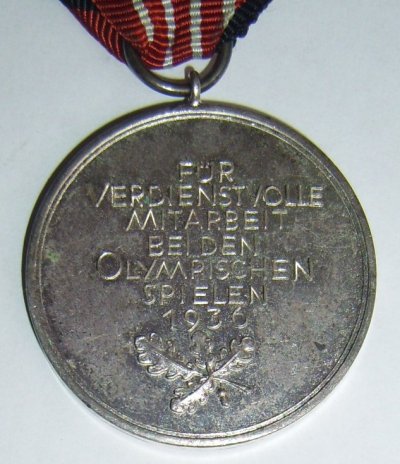 FÜR
VERDIENSTVOLLE
MITARBEIT
BEI DEN
OLYMPISCHEN
SPIELEN
1936